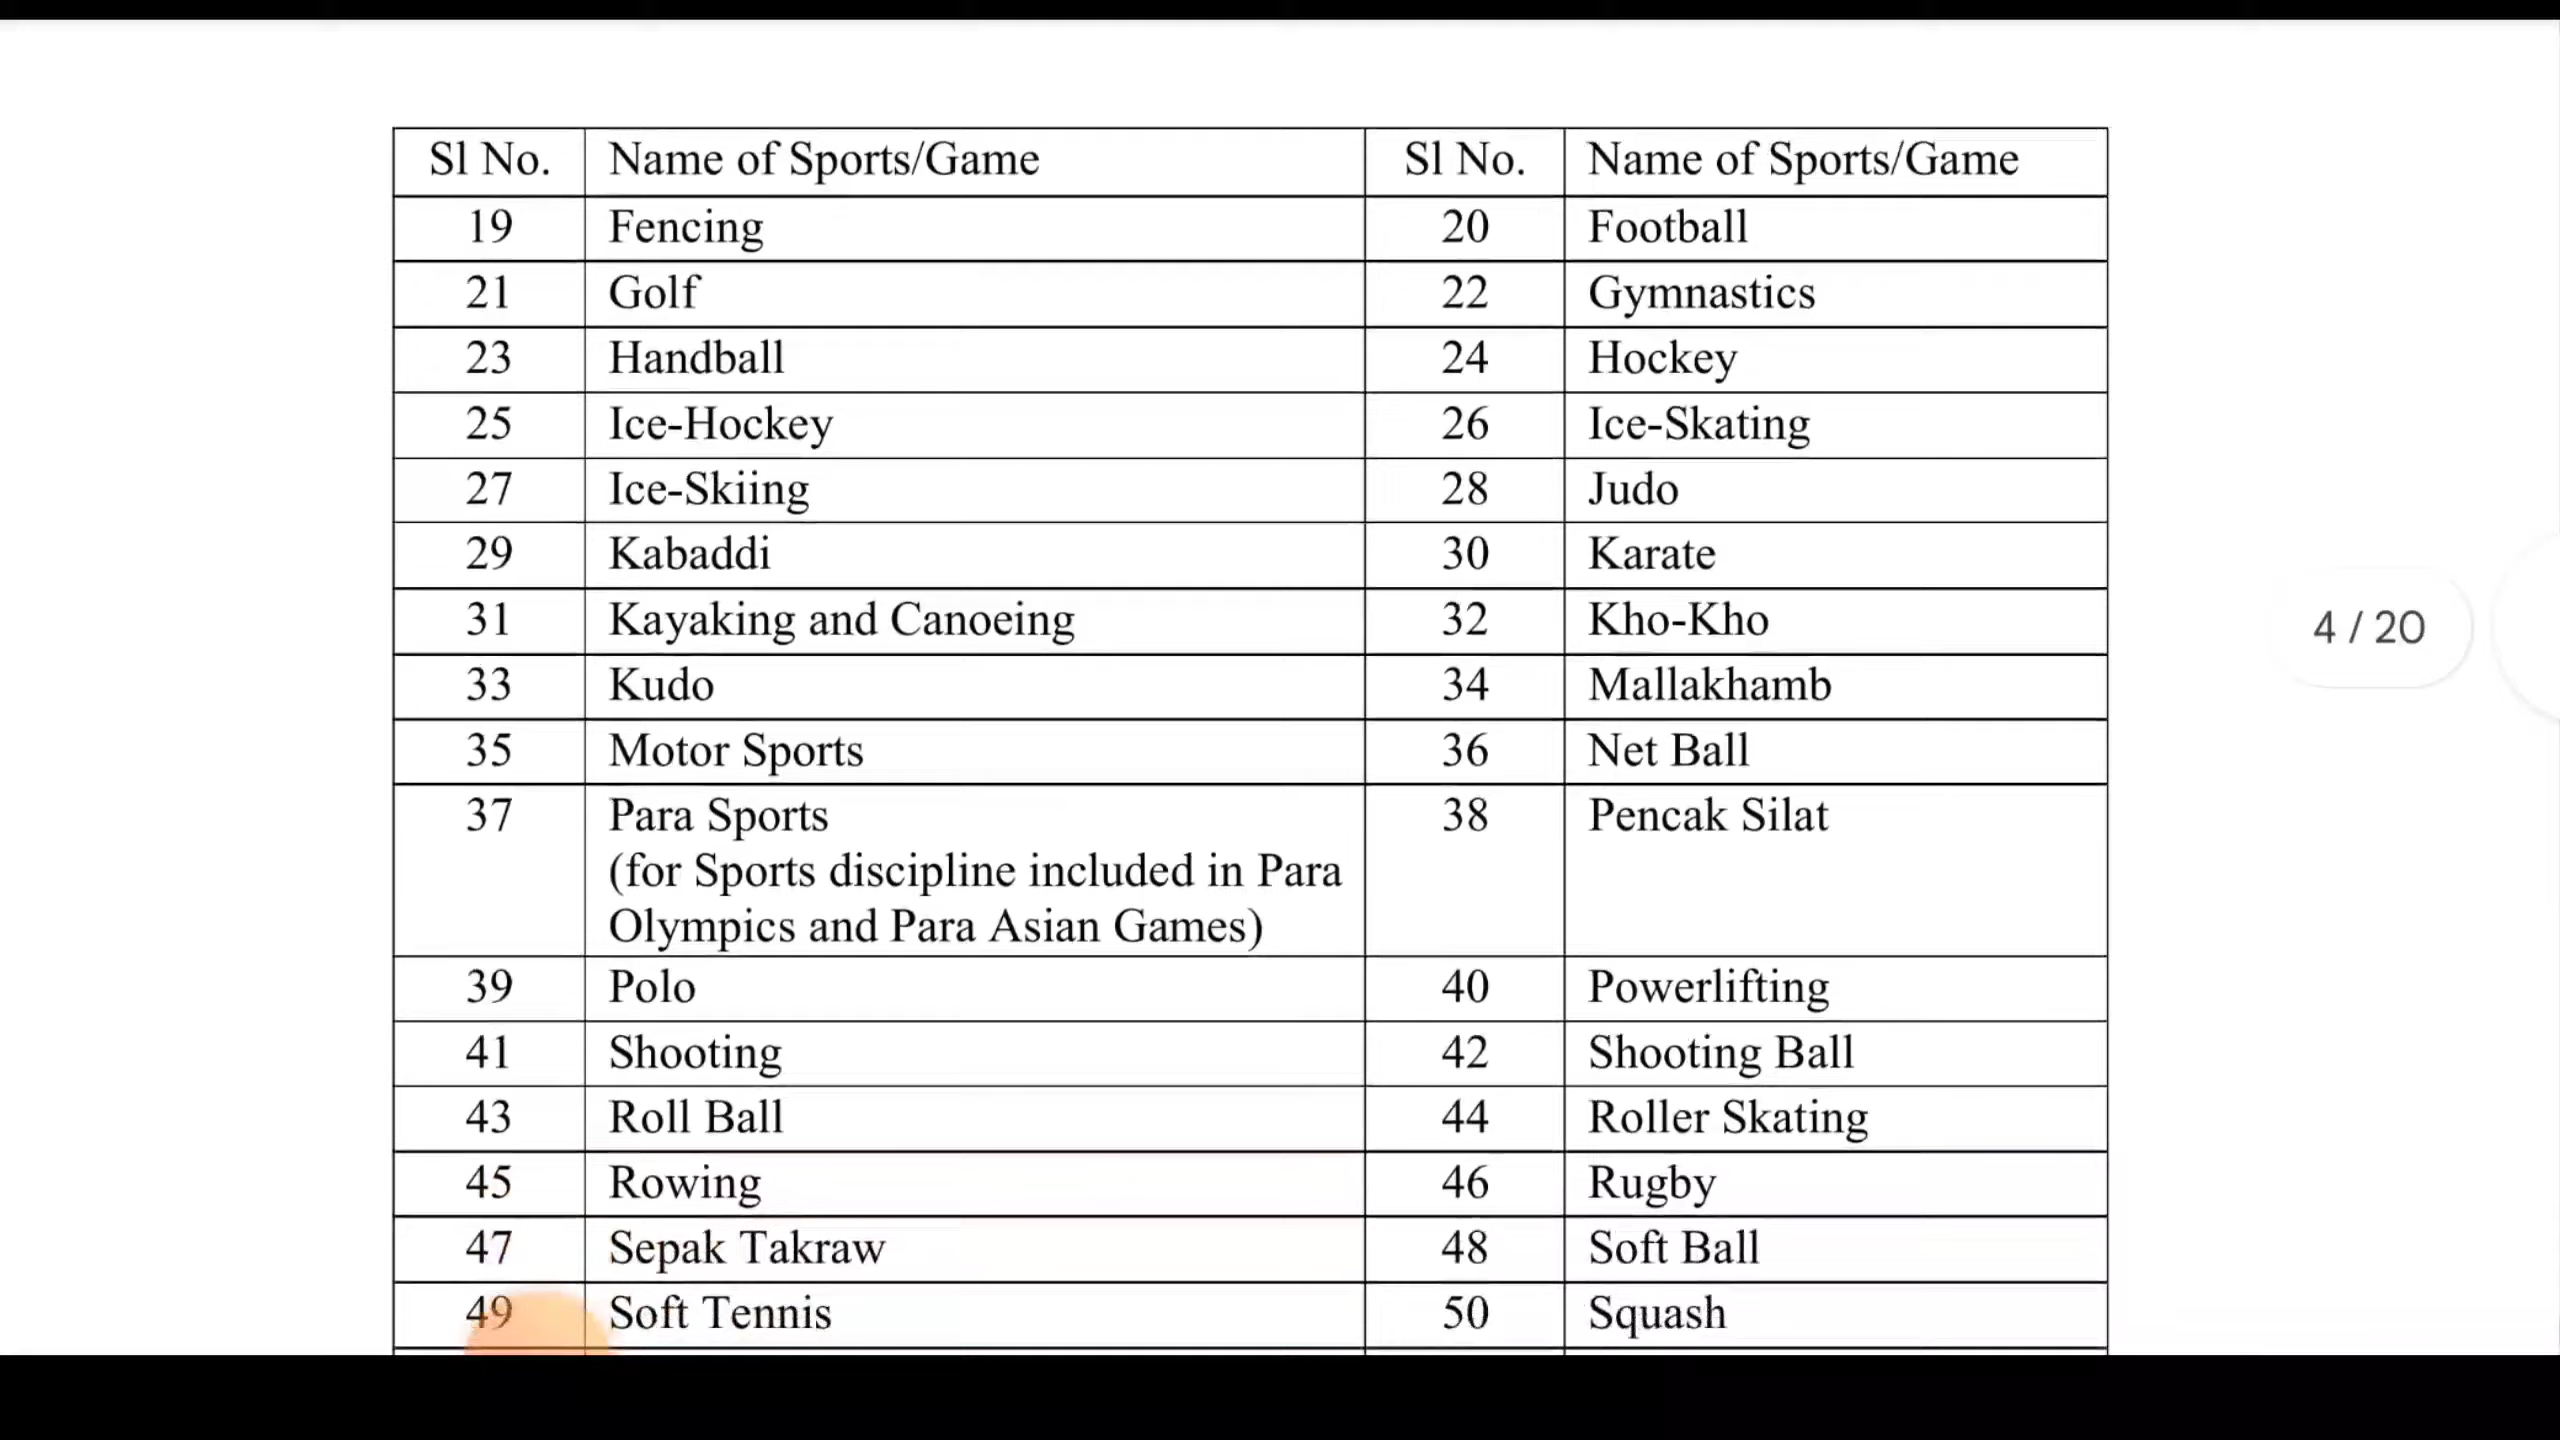 Sl No. Name of Sports/Game Sl No. Name of Sports/Game
19 Fencing 20 Football
21 Golf 22 Gymnastics
23 Handball 24 Hockey
25 Ice-Hockey 26 Ice-Skating
27 Ice-Skiing 28 Judo
29 Kabaddi 30 Karate
31 Kayaking and Canoeing 32 Kho-Kho
33 Kudo 34 Mallakhamb
35 Motor Sports 36 Net Ball
37 Para Sports 38 Pencak Silat
(for Sports discipline included in Para
Olympics and Para Asian Games)
39 Polo 40 Powerlifting
41 Shooting 42 Shooting Ball
43 Roll Ball 44 Roller Skating
45 Rowing 46 Rugby
47 Sepak Takraw 48 Soft Ball
49 Soft Tennis 50 Squash
4 / 20